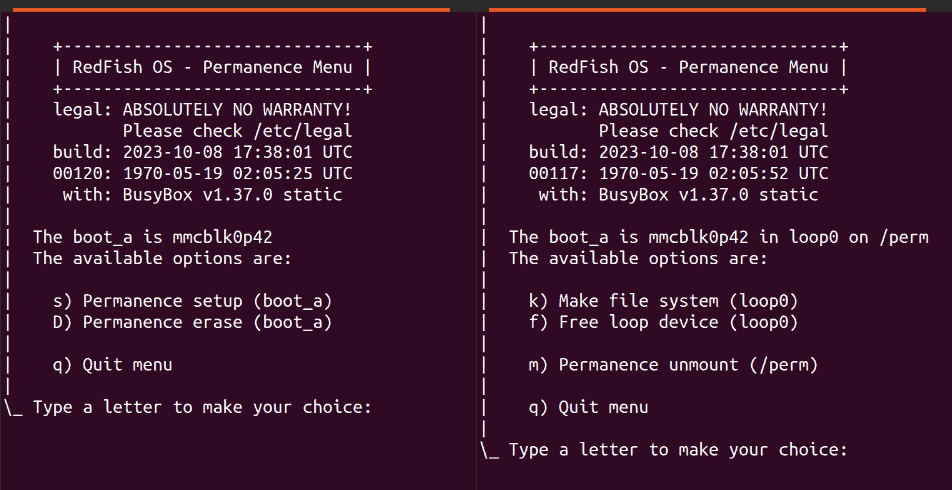 |
|    +------------------------------+
|    | RedFish OS - Permanence Menu |
|    +------------------------------+
|    legal: ABSOLUTELY NO WARRANTY!
|           Please check /etc/legal
|    build: 2023-10-08 17:38:01 UTC
|    00120: 1970-05-19 02:05:25 UTC
|     with: BusyBox v1.37.0 static
|
|  The boot_a is mmcblk0p42
|  The available options are:
|
|    s) Permanence setup (boot_a)
|    D) Permanence erase (boot_a)
|
|    q) Quit menu
|
\_ Type a letter to make your choice:
|
|    +------------------------------+
|    | RedFish OS - Permanence Menu |
|    +------------------------------+
|    legal: ABSOLUTELY NO WARRANTY!
|           Please check /etc/legal
|    build: 2023-10-08 17:38:01 UTC
|    00117: 1970-05-19 02:05:52 UTC
|     with: BusyBox v1.37.0 static
|
|  The boot_a is mmcblk0p42 in loop0 on /perm
|  The available options are:
|
|    k) Make file system (loop0)
|    f) Free loop device (loop0)
|
|    m) Permanence unmount (/perm)
|
|    q) Quit menu
|
\_ Type a letter to make your choice: